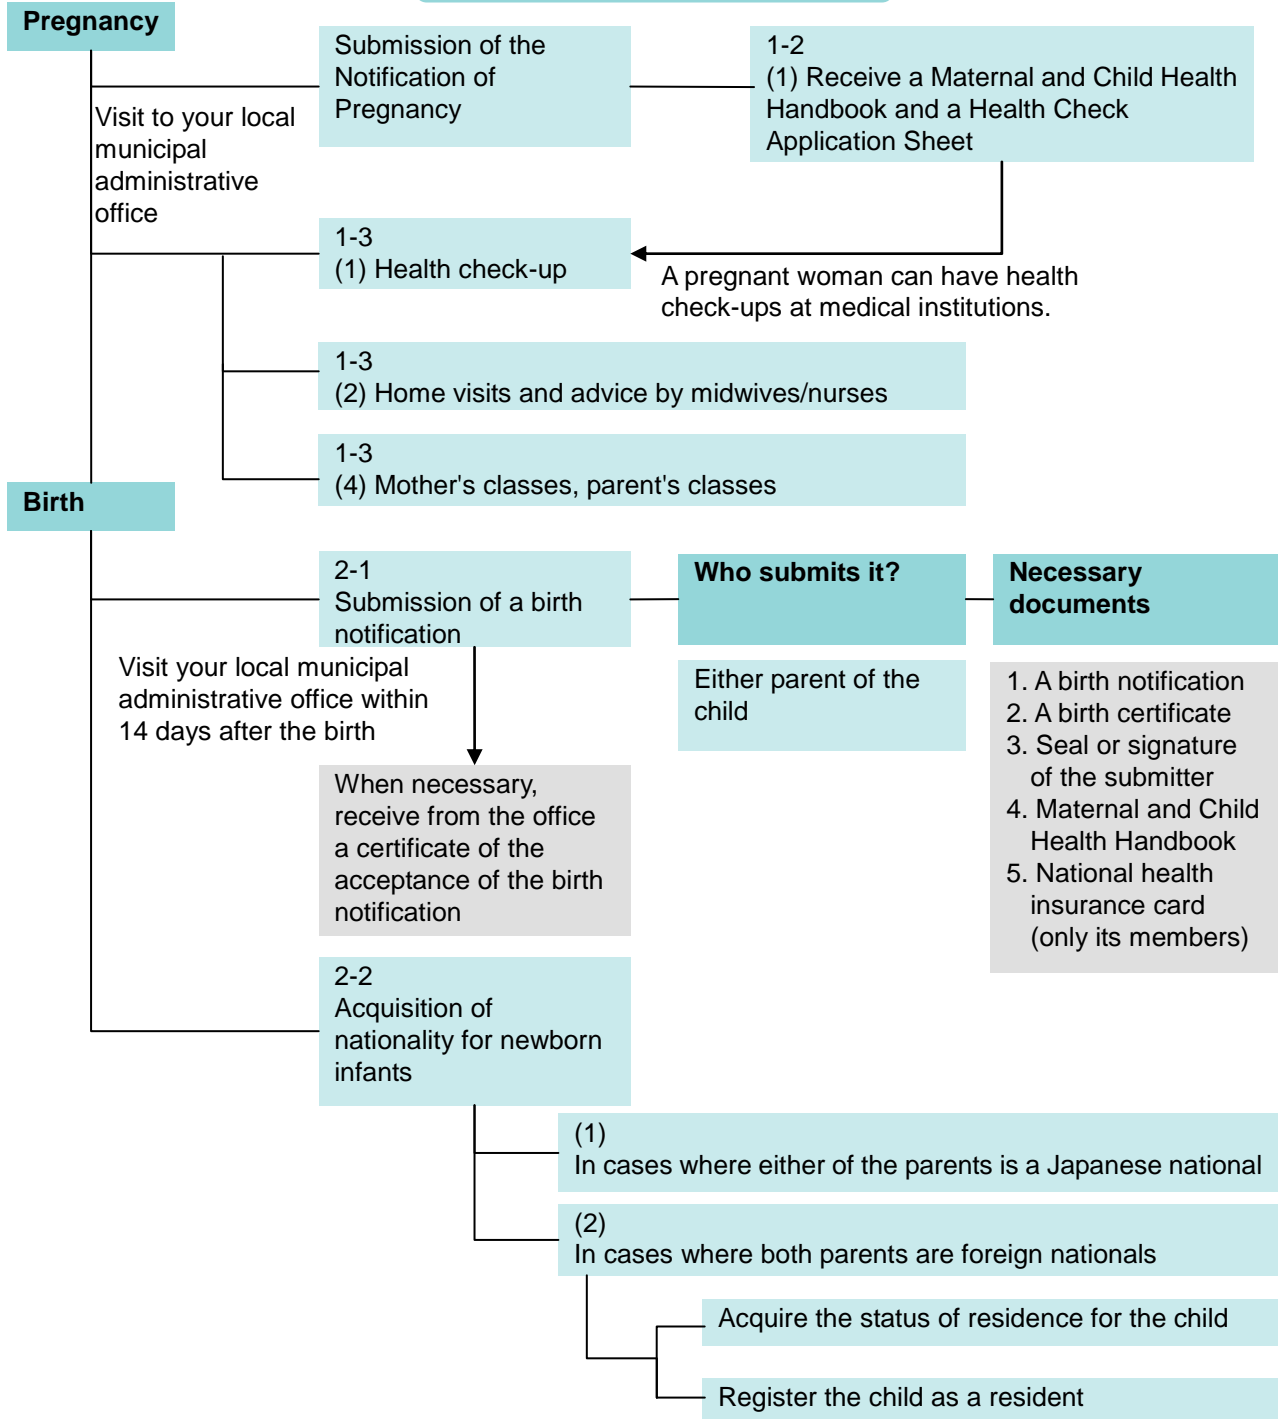 Pregnancy
Submission of the
Notification of
Pregnancy
1-2
(1) Receive a Maternal and Child Health
Handbook and a Health Check
Application Sheet
Visit to your local
municipal
administrative
office
1-3
(1) Health check-up
A pregnant woman can have health
check-ups at medical institutions.
1-3
(2) Home visits and advice by midwives/nurses
1-3
(4) Mother's classes, parent's classes
Birth
2-1
Submission of a birth
notification
Who submits it?
Necessary
documents
Visit your local municipal
administrative office within
14 days after the birth
Either parent of the
child
1. A birth notification
2. A birth certificate
3. Seal or signature
of the submitter
4. Maternal and Child
Health Handbook
5. National health
insurance card
(only its members)
When necessary,
receive from the office
a certificate of the
acceptance of the birth
notification
2-2
Acquisition of
nationality for newborn
infants
(1)
In cases where either of the parents is a Japanese national
(2)
In cases where both parents are foreign nationals
Acquire the status of residence for the child
Register the child as a resident